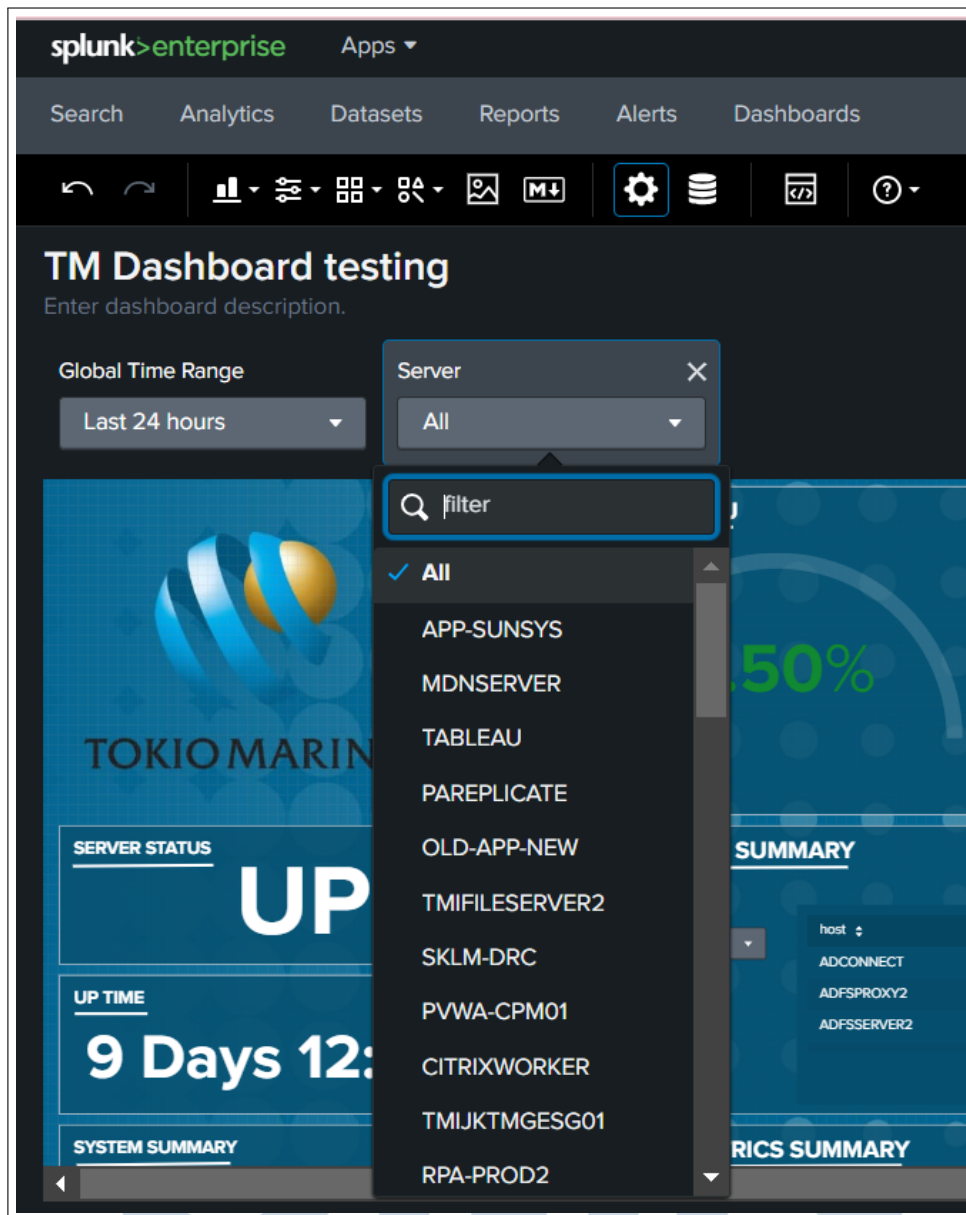 splunk>enterprise Apps
Search Analytics Datasets Reports Alerts Dashboards
M↓ </> ?
TM Dashboard testing
Enter dashboard description.
Global Time Range
Last 24 hours
Server
All
filter
All
APP-SUNSYS
MDNSERVER
TABLEAU
PAREPLICATE
OLD-APP-NEW
TMIFILESERVER2
SKLM-DRC
PVWA-CPM01
CITRIXWORKER
TMIJKTMGESG01
RPA-PROD2
TOKIO MARIN
.50%
SERVER STATUS
UP
SUMMARY
host
ADCONNECT
ADFSPROXY2
ADFSSERVER2
UP TIME
9 Days 12:
SYSTEM SUMMARY
RICS SUMMARY